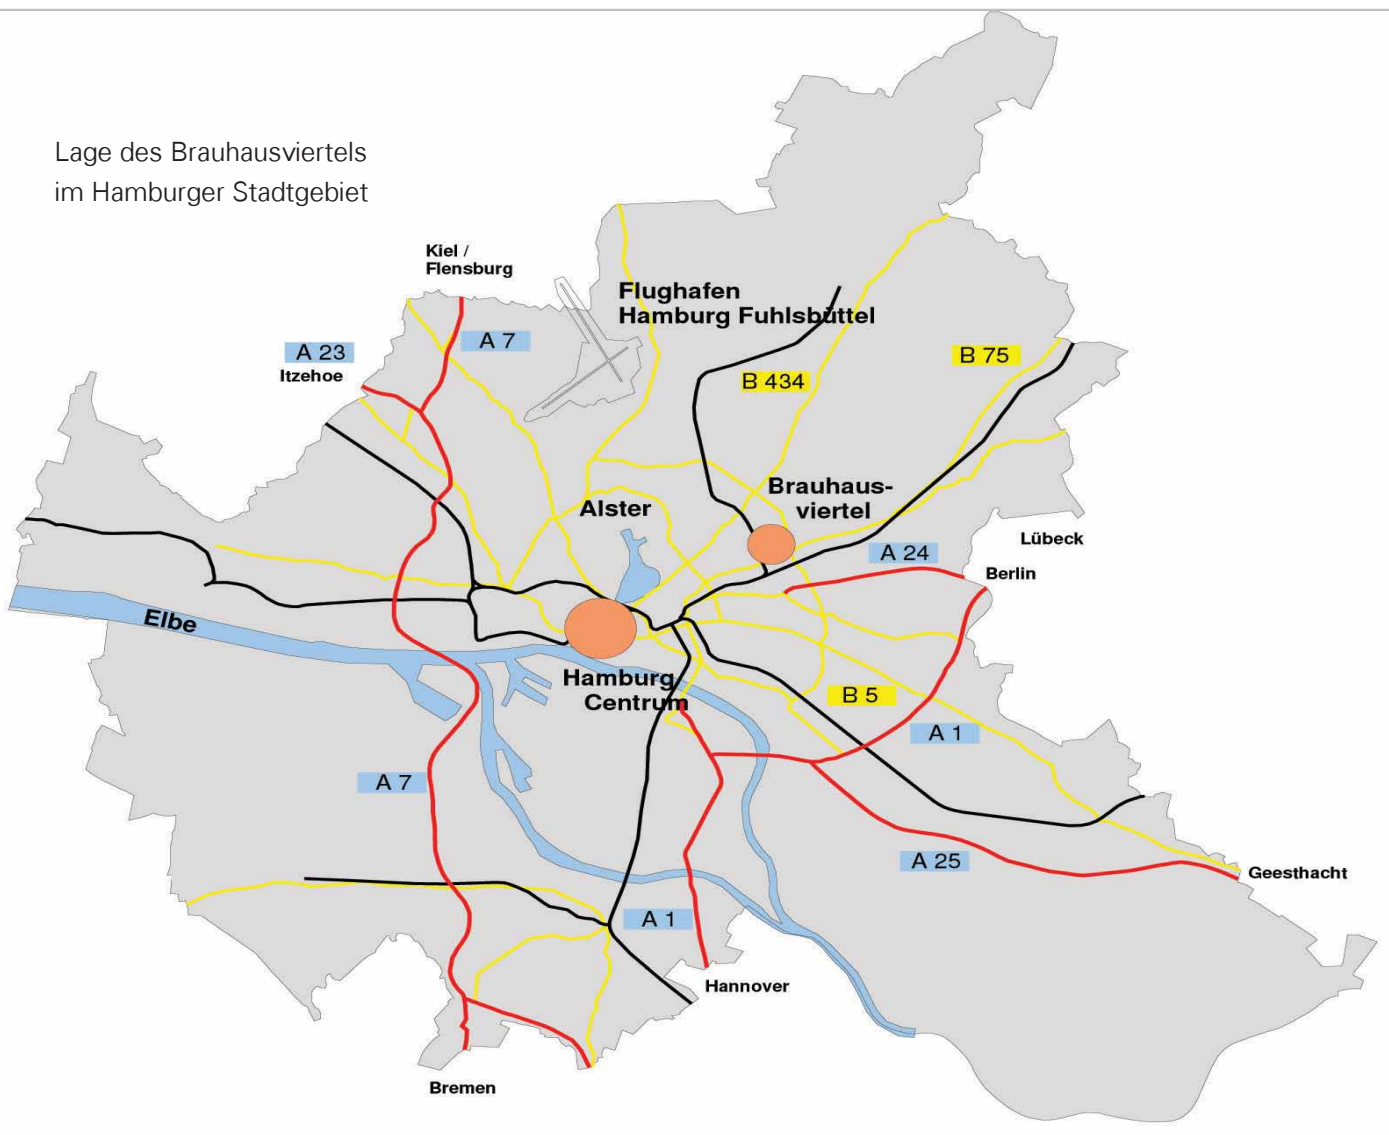 Lage des Brauhausviertels
im Hamburger Stadtgebiet
Kiel /
Flensburg
Flughafen
Hamburg Fuhlsbüttel
A 7
A 23
Itzehoe
B 75
B 434
Brauhaus-
viertel
Alster
Lübeck
A 24
Berlin
Elbe
Hamburg
Centrum
B 5
A 1
A 7
A 25
Geesthacht
A 1
Hannover
Bremen